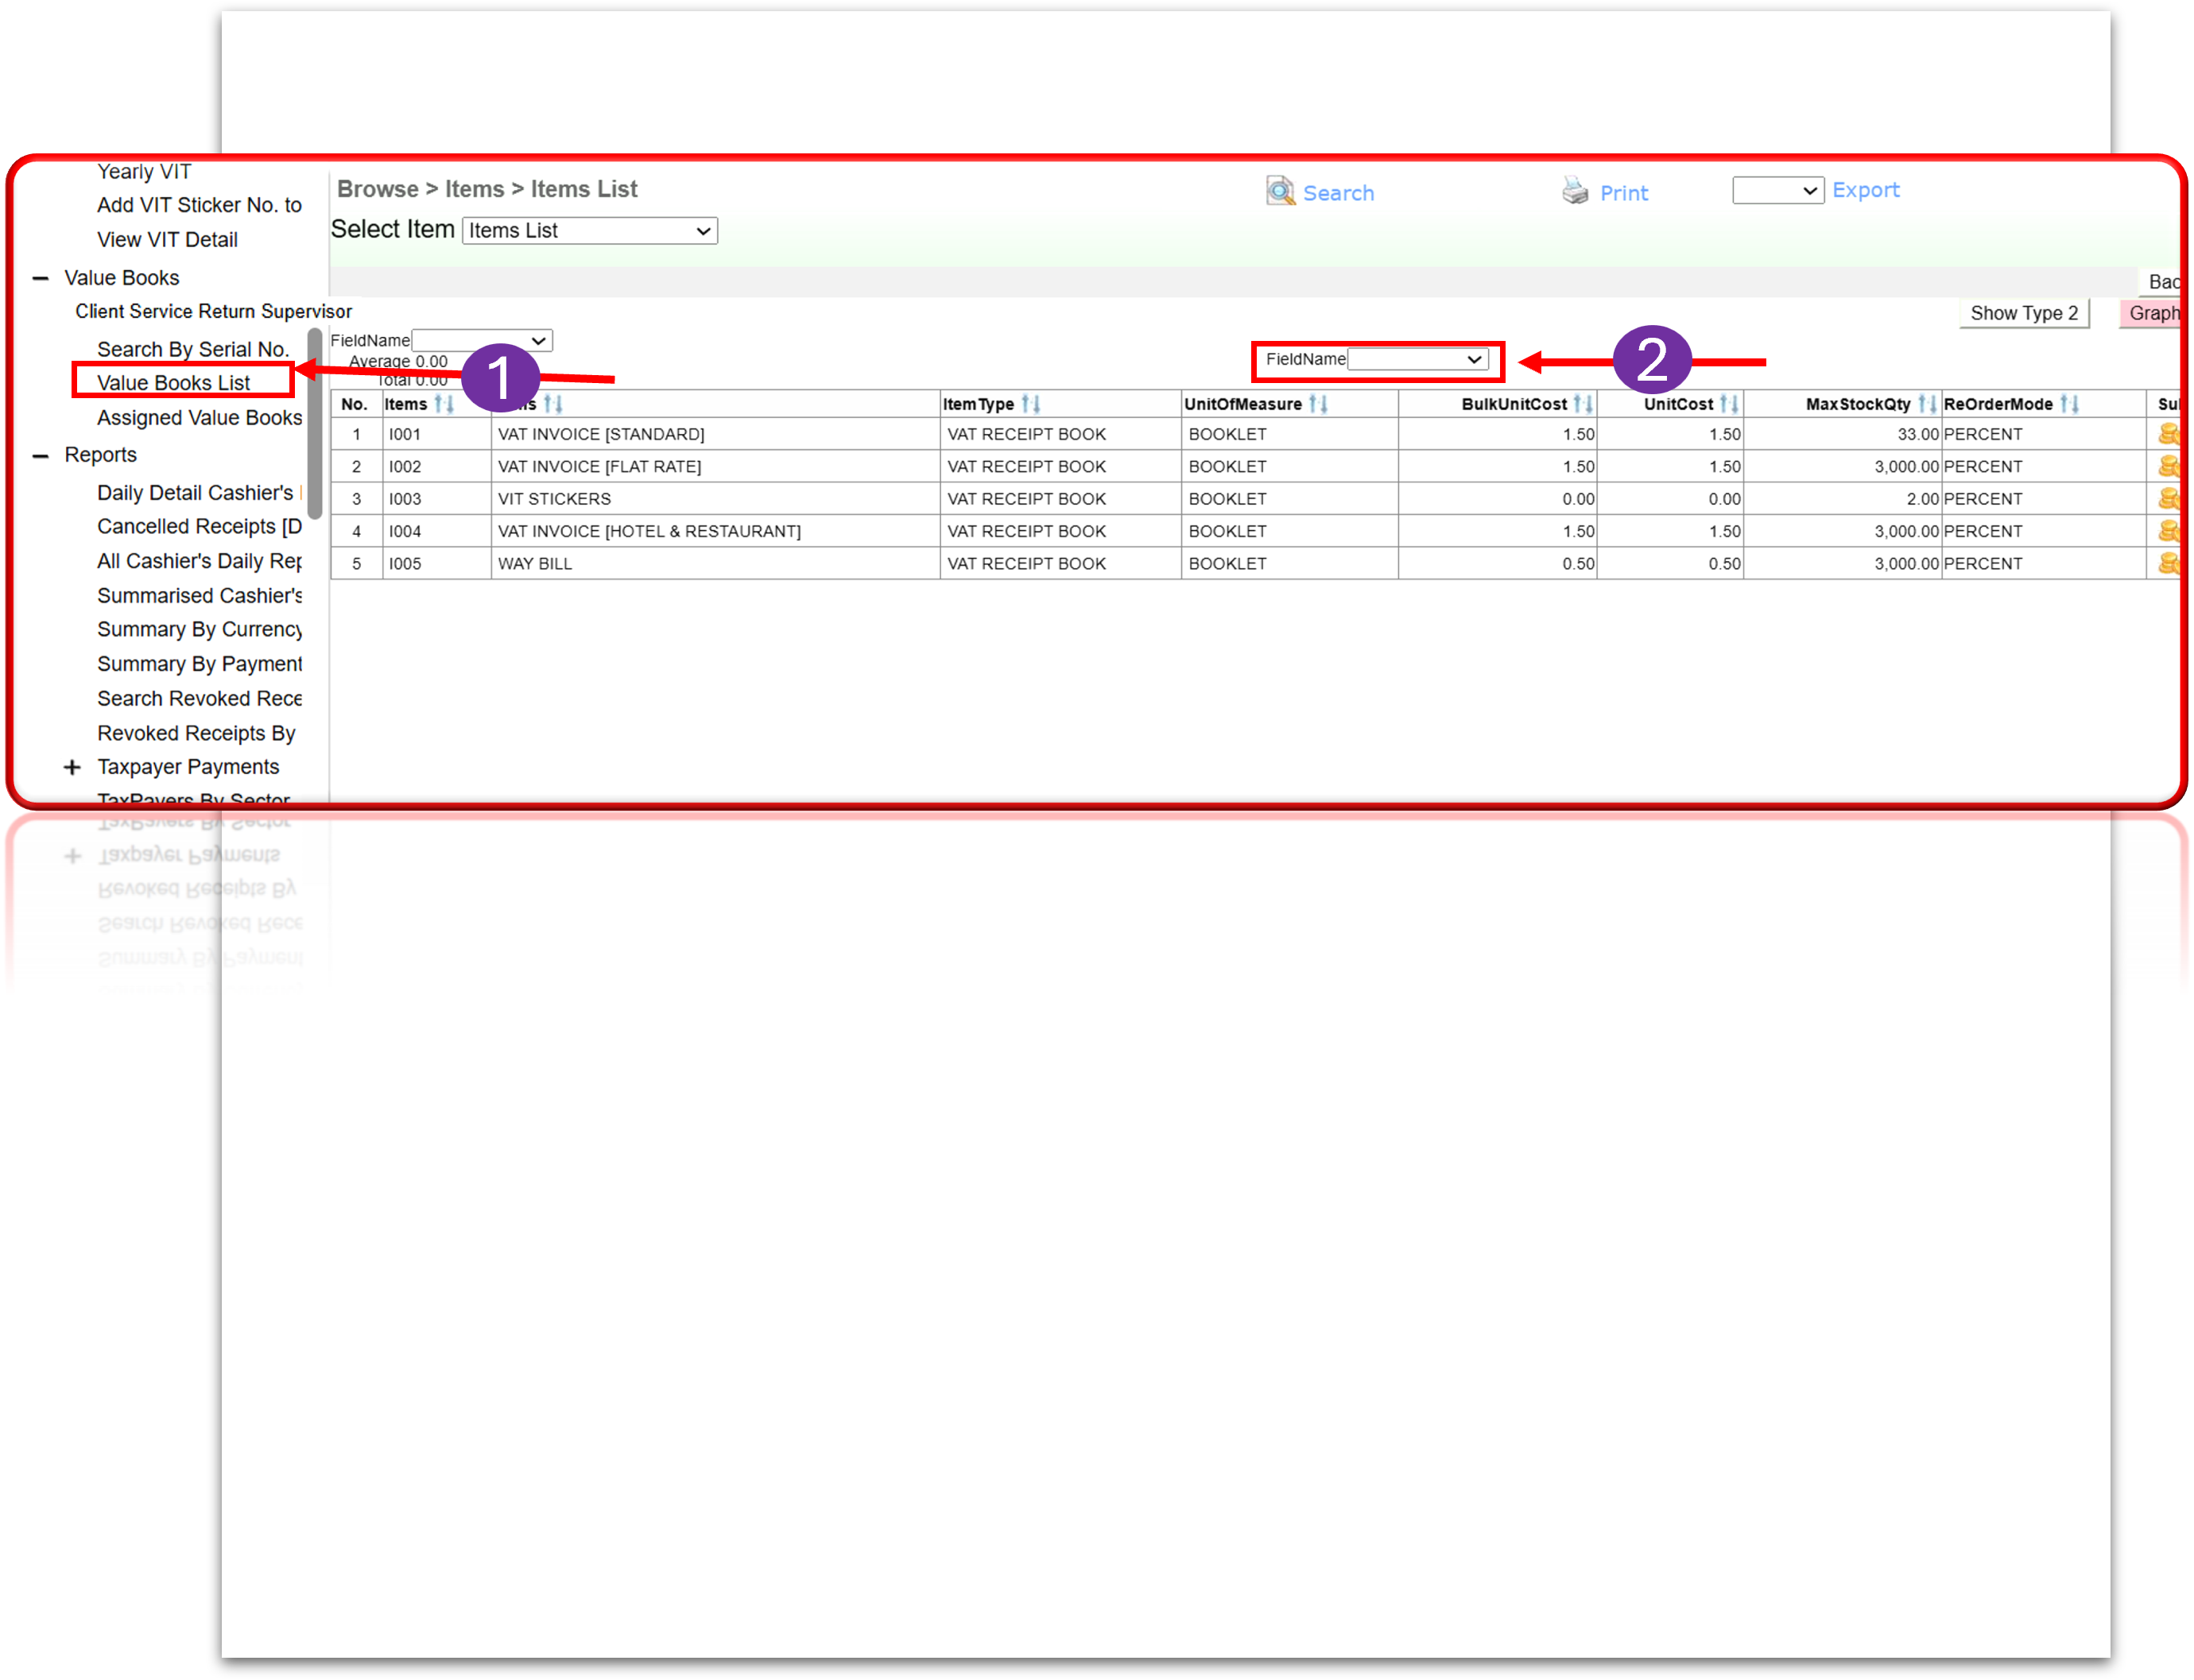 Yearly VIT
Add VIT Sticker No. to
View VIT Detail
Value Books
Client Service Return Supervisor
Search By Serial No.
Value Books List
Assigned Value Books
Reports
Daily Detail Cashier's
Cancelled Receipts [D
All Cashier's Daily Rep
Summarised Cashier's
Summary By Currency
Summary By Payment
Search Revoked Rece
Revoked Receipts By
Taxpayer Payments
TaxPayers By Sector
Browse > Items > Items List
Search
Print
Export
Select Item Items List
Bac
Show Type 2
Graph
FieldName
Average 0.00
Total 0.00
1
FieldName
2
No. Items ItemType UnitOfMeasure BulkUnitCost UnitCost MaxStockQty ReOrderMode Su
1 I001 VAT INVOICE [STANDARD] VAT RECEIPT BOOK BOOKLET 1.50 1.50 33.00 PERCENT
2 I002 VAT INVOICE [FLAT RATE] VAT RECEIPT BOOK BOOKLET 1.50 1.50 3,000.00 PERCENT
3 I003 VIT STICKERS VAT RECEIPT BOOK BOOKLET 0.00 0.00 2.00 PERCENT
4 I004 VAT INVOICE [HOTEL & RESTAURANT] VAT RECEIPT BOOK BOOKLET 1.50 1.50 3,000.00 PERCENT
5 I005 WAY BILL VAT RECEIPT BOOK BOOKLET 0.50 0.50 3,000.00 PERCENT